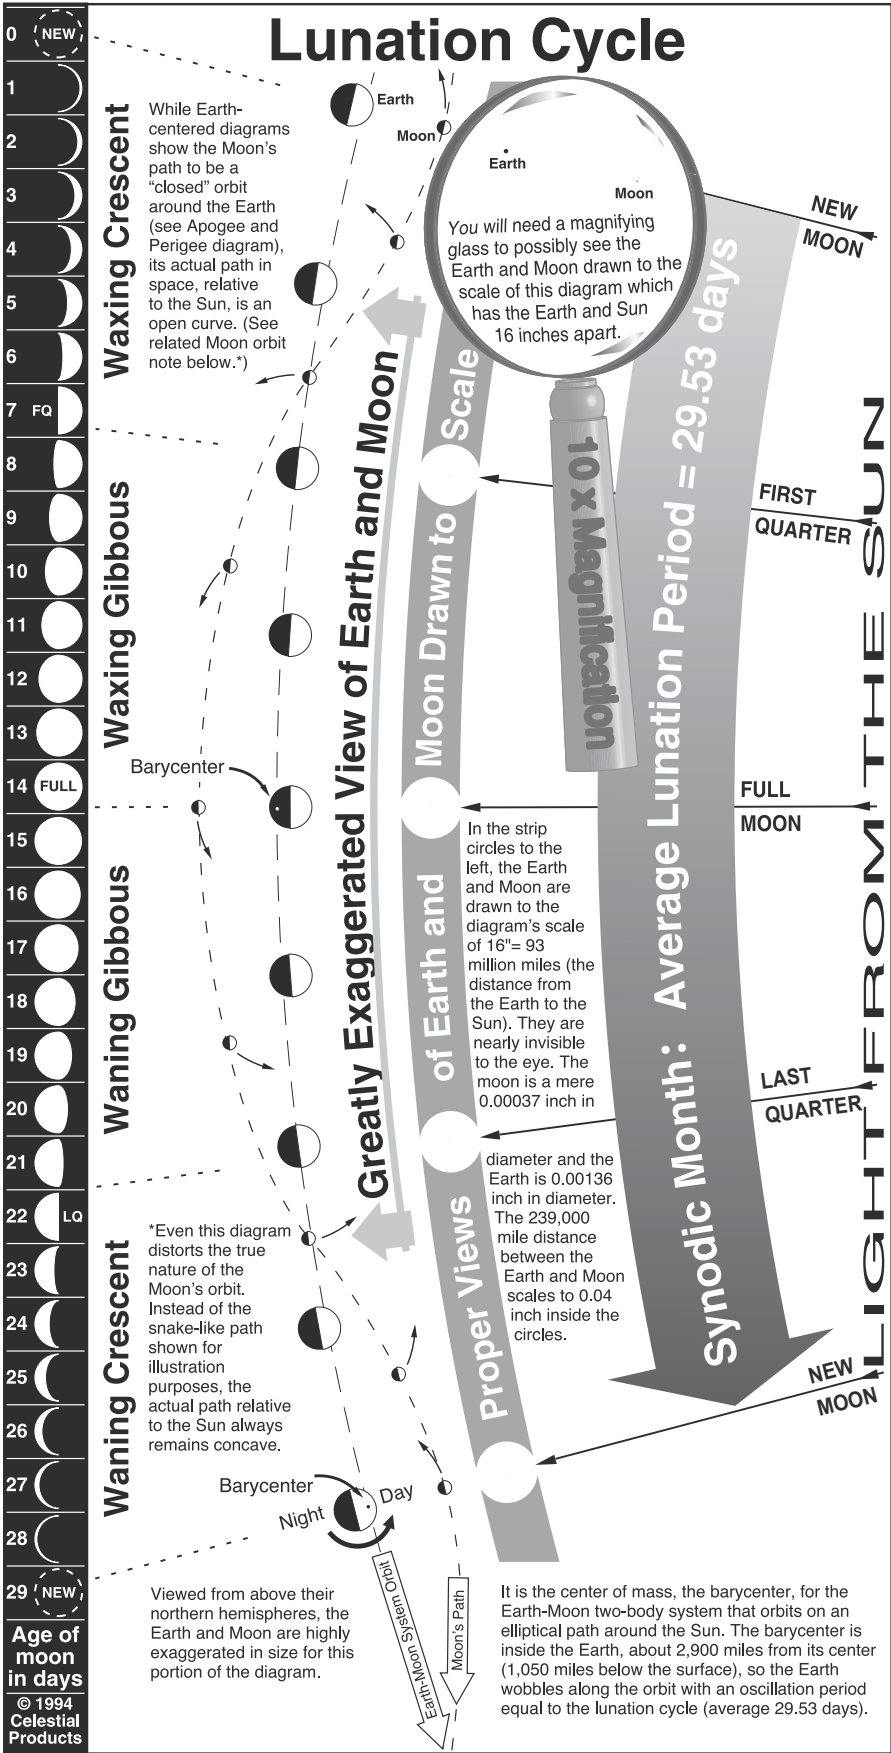 Lunation Cycle
0 NEW
1
2
3
4
5
6
7 FQ
8
9
10
11
12
13
14 FULL
15
16
17
18
19
20
21
22 LQ
23
24
25
26
27
28
29 NEW
Age of
moon
in days
© 1994
Celestial
Products
Waxing Crescent
Waxing Gibbous
Waning Gibbous
Waning Crescent
While Earth-
centered diagrams
show the Moon's
path to be a
“closed” orbit
around the Earth
(see Apogee and
Perigee diagram),
its actual path in
space, relative
to the Sun, is an
open curve. (See
related Moon orbit
note below.*)
Earth
Moon
Earth
Moon
You will need a magnifying
glass to possibly see the
Earth and Moon drawn to the
scale of this diagram which
has the Earth and Sun
16 inches apart.
10 x Magnification
Barycenter
Greatly Exaggerated View of Earth and Moon
Proper Views of Earth and Moon Drawn to Scale
Synodic Month: Average Lunation Period = 29.53 days
NEW
MOON
FIRST
QUARTER
FULL
MOON
LAST
QUARTER
NEW
MOON
LIGHT FROM THE SUN
In the strip
circles to the
left, the Earth
and Moon are
drawn to the
diagram's scale
of 16"= 93
million miles (the
distance from
the Earth to the
Sun). They are
nearly invisible
to the eye. The
moon is a mere
0.00037 inch in
diameter and the
Earth is 0.00136
inch in diameter.
The 239,000
mile distance
between the
Earth and Moon
scales to 0.04
inch inside the
circles.
*Even this diagram
distorts the true
nature of the
Moon's orbit.
Instead of the
snake-like path
shown for
illustration
purposes, the
actual path relative
to the Sun always
remains concave.
Barycenter
Night
Day
Earth-Moon System Orbit
Moon's Path
Viewed from above their
northern hemispheres, the
Earth and Moon are highly
exaggerated in size for this
portion of the diagram.
It is the center of mass, the barycenter, for the
Earth-Moon two-body system that orbits on an
elliptical path around the Sun. The barycenter is
inside the Earth, about 2,900 miles from its center
(1,050 miles below the surface), so the Earth
wobbles along the orbit with an oscillation period
equal to the lunation cycle (average 29.53 days).